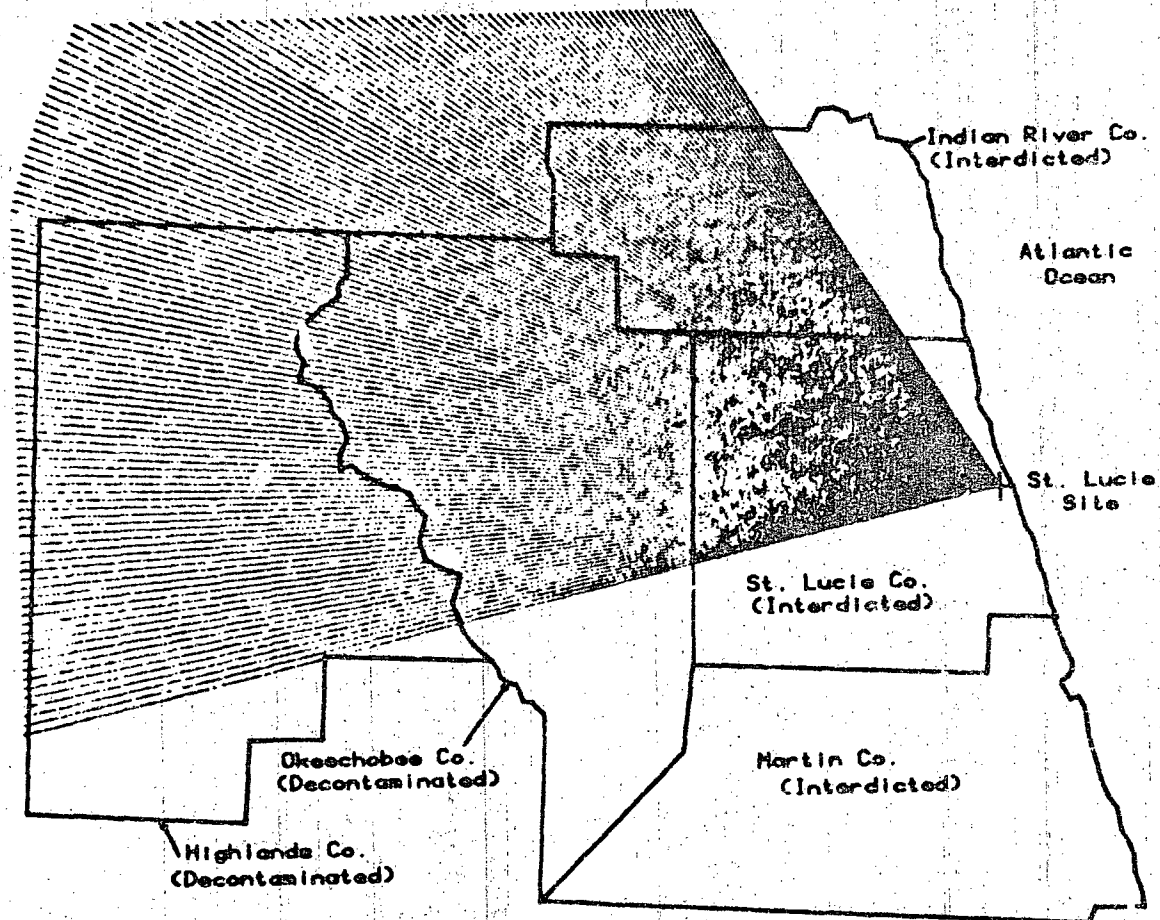 Indian River Co.
(Interdicted)
Atlantic
Ocean
St. Lucie
Site
St. Lucie Co.
(Interdicted)
Okeechobee Co.
(Decontaminated)
Martin Co.
(Interdicted)
Highlands Co.
(Decontaminated)